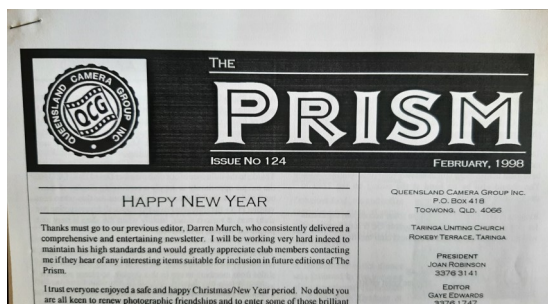 QUEENSLAND CAMERA GROUP INC
QCG
THE
PRISM
ISSUE NO 124
FEBRUARY, 1998
HAPPY NEW YEAR
Thanks must go to our previous editor, Darren Murch, who consistently delivered a
comprehensive and entertaining newsletter. I will be working very hard indeed to
maintain his high standards and would greatly appreciate club members contacting
me if they hear of any interesting items suitable for inclusion in future editions of The
Prism.
I trust everyone enjoyed a safe and happy Christmas/New Year period. No doubt you
are all keen to renew photographic friendships and to enter some of those brilliant
QUEENSLAND CAMERA GROUP INC.
P.O. BOX 418
TOOWONG. QLD. 4066
TARINGA UNITING CHURCH
ROKEBY TERRACE, TARINGA
PRESIDENT
JOAN ROBINSON
3376 3141
EDITOR
GAYE EDWARDS
3376 1747